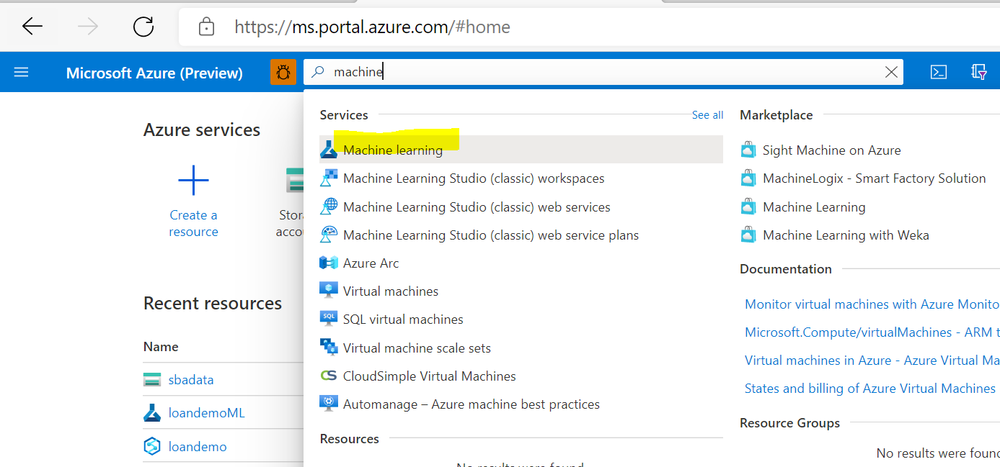 https://ms.portal.azure.com/#home
Microsoft Azure (Preview)
machine
Azure services
Create a
resource
Recent resources
Name
sbadata
loandemoML
loandemo
Services
See all
Machine learning
Machine Learning Studio (classic) workspaces
Machine Learning Studio (classic) web services
Machine Learning Studio (classic) web service plans
Azure Arc
Virtual machines
SQL
SQL virtual machines
Virtual machine scale sets
CS
CloudSimple Virtual Machines
Automanage – Azure machine best practices
Resources
No results were found
Marketplace
Sight Machine on Azure
MachineLogix - Smart Factory Solution
Machine Learning
Machine Learning with Weka
Documentation
Monitor virtual machines with Azure
Microsoft.Compute/virtualMachines - ARM
Virtual machines in Azure - Azure Virtual
States and billing of Azure Virtual Machines
Resource Groups
No results were